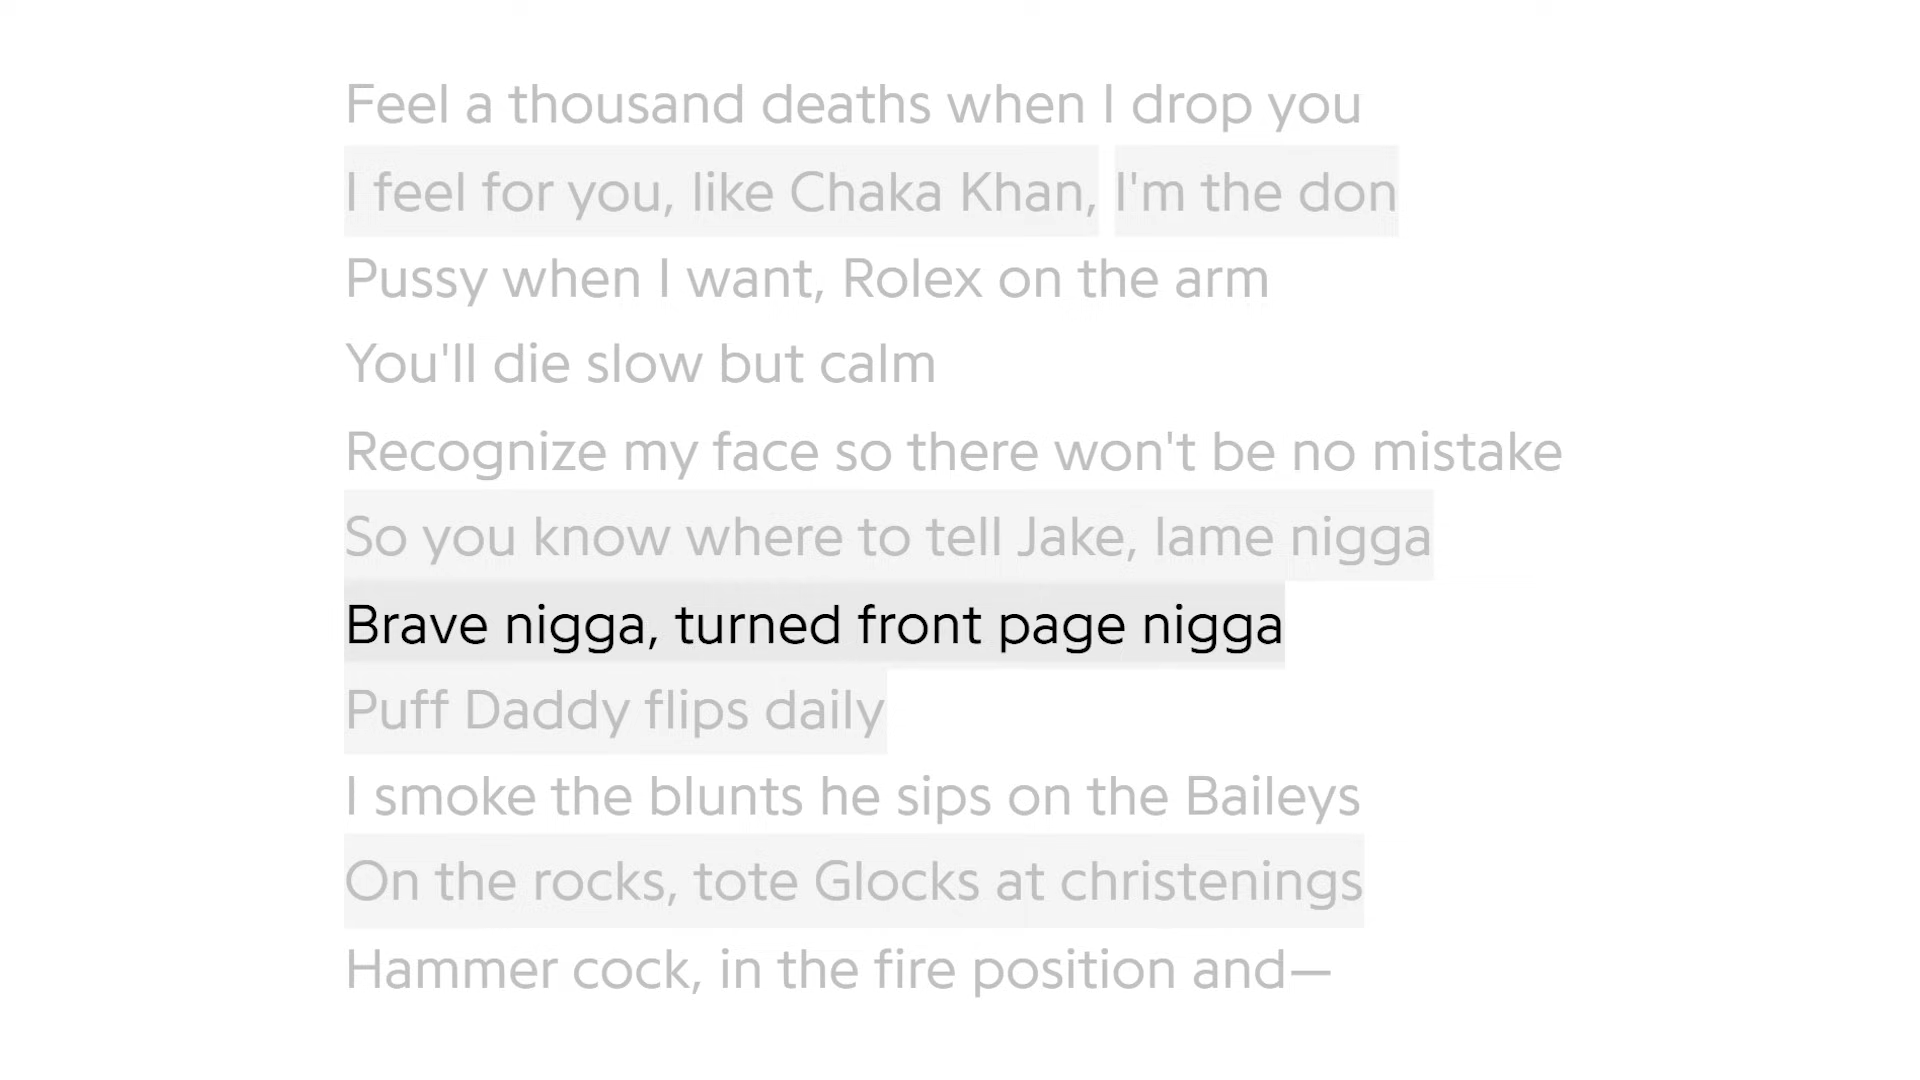 Feel a thousand deaths when I drop you
I feel for you, like Chaka Khan, I'm the don
Pussy when I want, Rolex on the arm
You'll die slow but calm
Recognize my face so there won't be no mistake
So you know where to tell Jake, lame nigga
Brave nigga, turned front page nigga
Puff Daddy flips daily
I smoke the blunts he sips on the Baileys
On the rocks, tote Glocks at christenings
Hammer cock, in the fire position and—